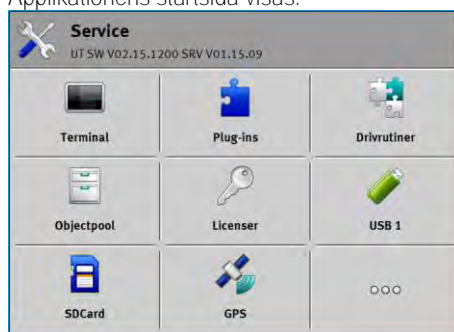 Applikationens startsida visas.
Service
UT SW V02.15.1200 SRV V01.15.09
Terminal
Plug-ins
Drivrutiner
Objectpool
Licenser
USB 1
SDCard
GPS